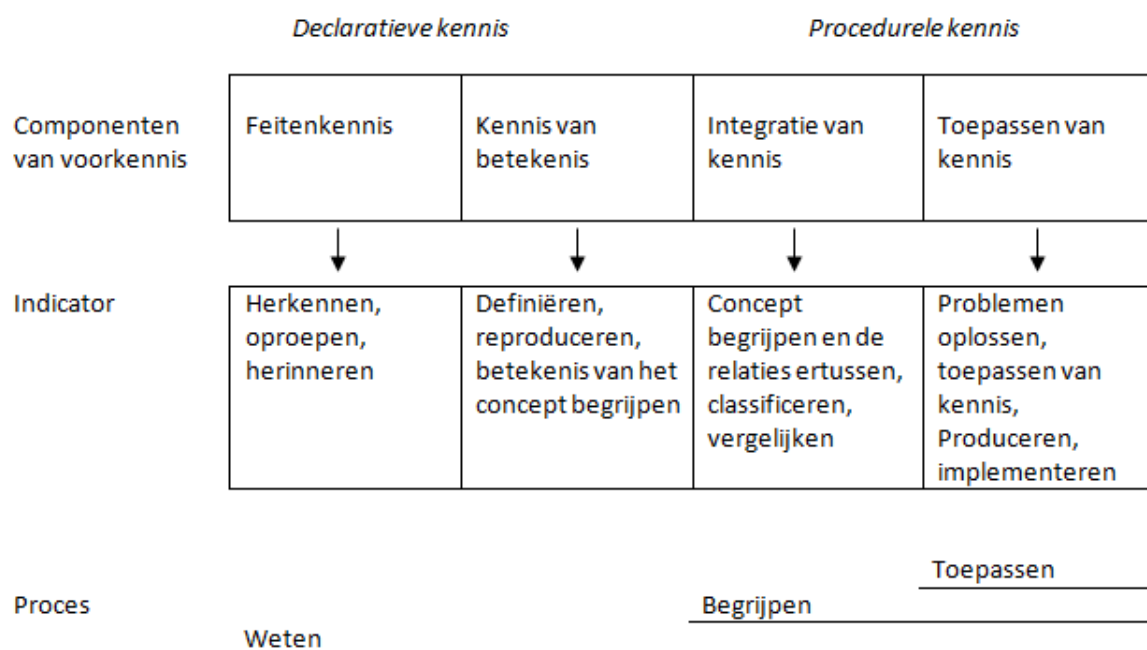 Declaratieve kennis
Procedurele kennis
Componenten
van voorkennis
Feitenkennis
Kennis van
betekenis
Integratie van
kennis
Toepassen van
kennis
Indicator
Herkennen,
oproepen,
herinneren
Definiëren,
reproduceren,
betekenis van het
concept begrijpen
Concept
begrijpen en de
relaties ertussen,
classificeren,
vergelijken
Problemen
oplossen,
toepassen van
kennis,
Produceren,
implementeren
Proces
Toepassen
Begrijpen
Weten